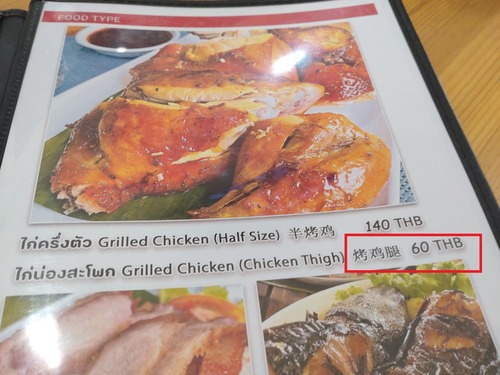 FOOD TYPE
ไก่ครึ่งตัว Grilled Chicken (Half Size) 半烤鸡 140 THB
ไก่น่องสะโพก Grilled Chicken (Chicken Thigh) 烤鸡腿 60 THB